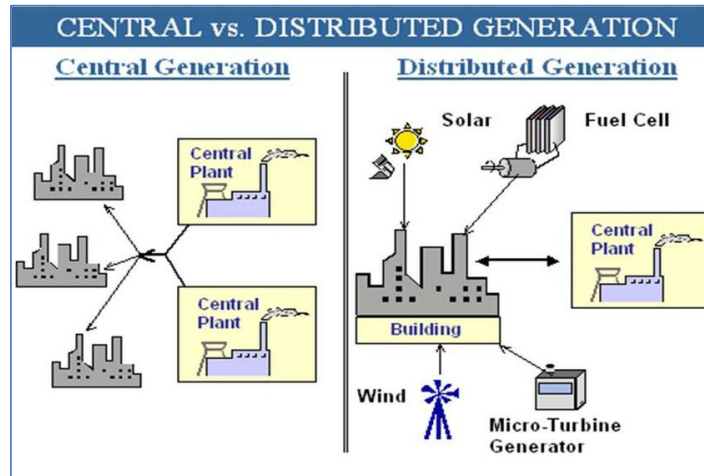 CENTRAL vs. DISTRIBUTED GENERATION
Central Generation
Central
Plant
Central
Plant
Distributed Generation
Solar
Fuel Cell
Central
Plant
Building
Wind
Micro-Turbine
Generator